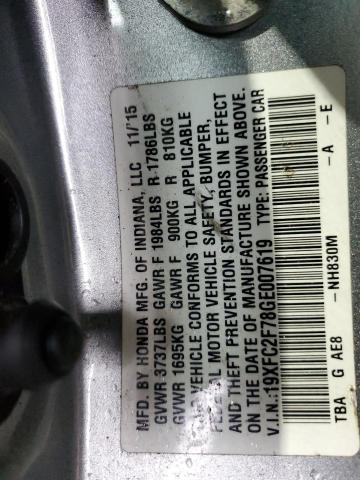 MFD. BY HONDA MFG. OF INDIANA, LLC 11/'15
GVWR 3737LBS GAWR F 1984LBS R 1786LBS
GVWR 1695KG GAWR F 900KG R 810KG
VEHICLE CONFORMS TO ALL APPLICABLE
MOTOR VEHICLE SAFETY, BUMPER,
AND THEFT PREVENTION STANDARDS IN EFFECT
ON THE DATE OF MANUFACTURE SHOWN ABOVE.
V.I.N.:19XFC2F78GE007619 TYPE: PASSENGER CAR
TBA G AE8 -NH830M -A -E